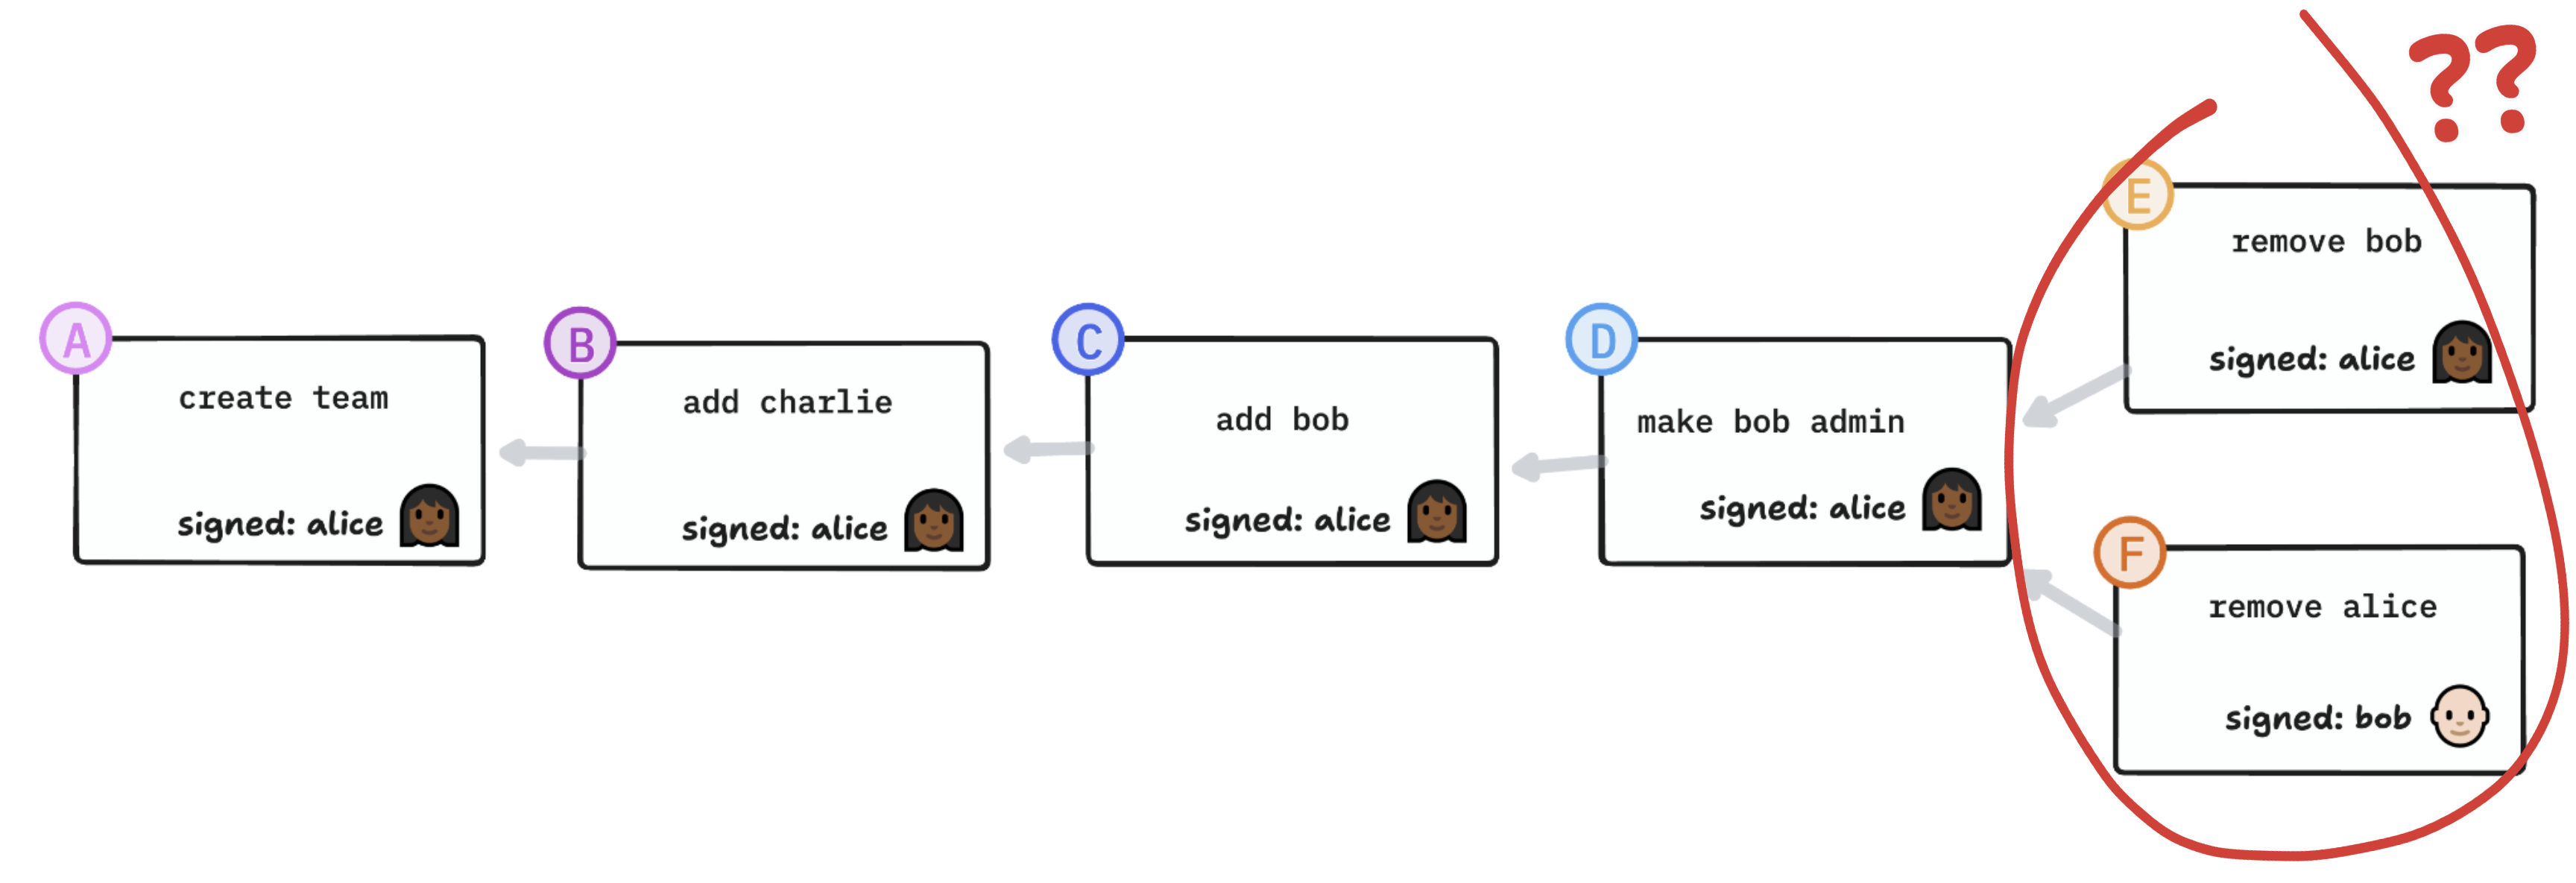 A
create team
signed: alice
B
add charlie
signed: alice
C
add bob
signed: alice
D
make bob admin
signed: alice
??
E
remove bob
signed: alice
F
remove alice
signed: bob